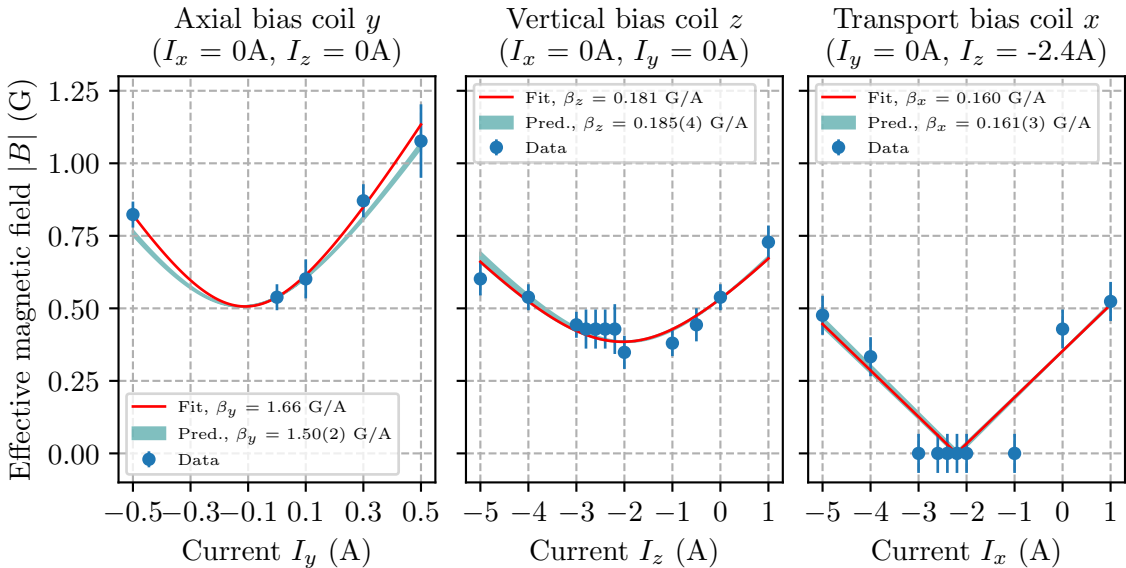 Axial bias coil y
(I_x = 0A, I_z = 0A)
Vertical bias coil z
(I_x = 0A, I_y = 0A)
Transport bias coil x
(I_y = 0A, I_z = -2.4A)
Effective magnetic field |B| (G)
1.25
1.00
0.75
0.50
0.25
0.00
Fit, β_y = 1.66 G/A
Pred., β_y = 1.50(2) G/A
Data
Fit, β_z = 0.181 G/A
Pred., β_z = 0.185(4) G/A
Data
Fit, β_x = 0.160 G/A
Pred., β_x = 0.161(3) G/A
Data
−0.5 −0.3 −0.1 0.1 0.3 0.5
−5 −4 −3 −2 −1 0 1
−5 −4 −3 −2 −1 0 1
Current I_y (A)
Current I_z (A)
Current I_x (A)